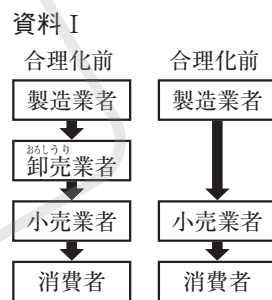 資料Ⅰ
合理化前 合理化前
製造業者 製造業者
おろしうり
卸売業者
小売業者 小売業者
消費者 消費者